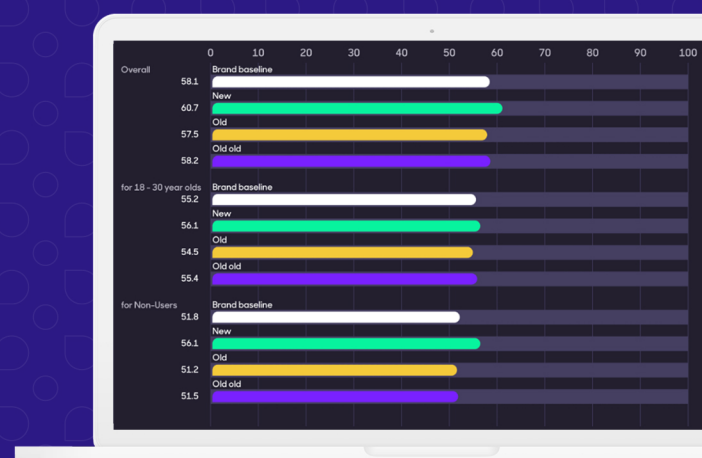 0 10 20 30 40 50 60 70 80 90 100
Overall
Brand baseline
58.1
New
60.7
Old
57.5
Old old
58.2
for 18 - 30 year olds
Brand baseline
55.2
New
56.1
Old
54.5
Old old
55.4
for Non-Users
Brand baseline
51.8
New
56.1
Old
51.2
Old old
51.5